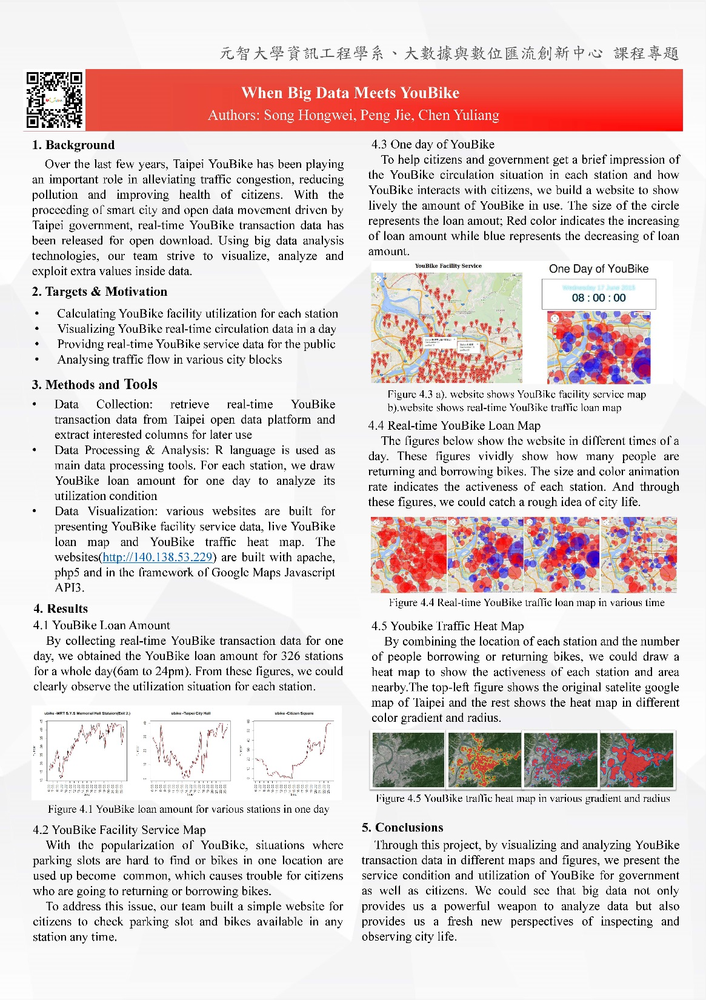 元智大學資訊工程學系、大數據與數位匯流創新中心 課程專題
When Big Data Meets YouBike
Authors: Song Hongwei, Peng Jie, Chen Yuliang
1. Background
Over the last few years, Taipei YouBike has been playing
an important role in alleviating traffic congestion, reducing
pollution and improving health of citizens. With the
proceeding of smart city and open data movement driven by
Taipei government, real-time YouBike transaction data has
been released for open download. Using big data analysis
technologies, our team strive to visualize, analyze and
exploit extra values inside data.
2. Targets & Motivation
• Calculating YouBike facility utilization for each station
• Visualizing YouBike real-time circulation data in a day
• Providng real-time YouBike service data for the public
• Analysing traffic flow in various city blocks
3. Methods and Tools
• Data Collection: retrieve real-time YouBike
transaction data from Taipei open data platform and
extract interested columns for later use
• Data Processing & Analysis: R language is used as
main data processing tools. For each station, we draw
YouBike loan amount for one day to analyze its
utilization condition
• Data Visualization: various websites are built for
presenting YouBike facility service data, live YouBike
loan map and YouBike traffic heat map. The
websites(http://140.138.53.229) are built with apache,
php5 and in the framework of Google Maps Javascript
API3.
4. Results
4.1 YouBike Loan Amount
By collecting real-time YouBike transaction data for one
day, we obtained the YouBike loan amount for 326 stations
for a whole day(6am to 24pm). From these figures, we could
clearly observe the utilization situation for each station.
ubike -MRT S.Y.S Memorial Hall Stataion(Exit 2.)
ubike -Taipei City Hall
ubike -Citizen Square
Figure 4.1 YouBike loan amount for various stations in one day
4.2 YouBike Facility Service Map
With the popularization of YouBike, situations where
parking slots are hard to find or bikes in one location are
used up become common, which causes trouble for citizens
who are going to returning or borrowing bikes.
To address this issue, our team built a simple website for
citizens to check parking slot and bikes available in any
station any time.
4.3 One day of YouBike
To help citizens and government get a brief impression of
the YouBike circulation situation in each station and how
YouBike interacts with citizens, we build a website to show
lively the amount of YouBike in use. The size of the circle
represents the loan amout; Red color indicates the increasing
of loan amount while blue represents the decreasing of loan
amount.
YouBike Facility Service
One Day of YouBike
Wednesday 17 June 2015
08 : 00 : 00
Figure 4.3 a). website shows YouBike facility service map
b).website shows real-time YouBike traffic loan map
4.4 Real-time YouBike Loan Map
The figures below show the website in different times of a
day. These figures vividly show how many people are
returning and borrowing bikes. The size and color animation
rate indicates the activeness of each station. And through
these figures, we could catch a rough idea of city life.
Figure 4.4 Real-time YouBike traffic loan map in various time
4.5 Youbike Traffic Heat Map
By combining the location of each station and the number
of people borrowing or returning bikes, we could draw a
heat map to show the activeness of each station and area
nearby.The top-left figure shows the original satelite google
map of Taipei and the rest shows the heat map in different
color gradient and radius.
Figure 4.5 YouBike traffic heat map in various gradient and radius
5. Conclusions
Through this project, by visualizing and analyzing YouBike
transaction data in different maps and figures, we present the
service condition and utilization of YouBike for government
as well as citizens. We could see that big data not only
provides us a powerful weapon to analyze data but also
provides us a fresh new perspectives of inspecting and
observing city life.